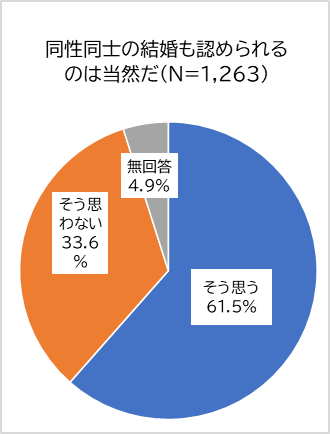 同性同士の結婚も認められる
のは当然だ(N=1,263)
無回答
4.9%
そう思
わない
33.6
%
そう思う
61.5%